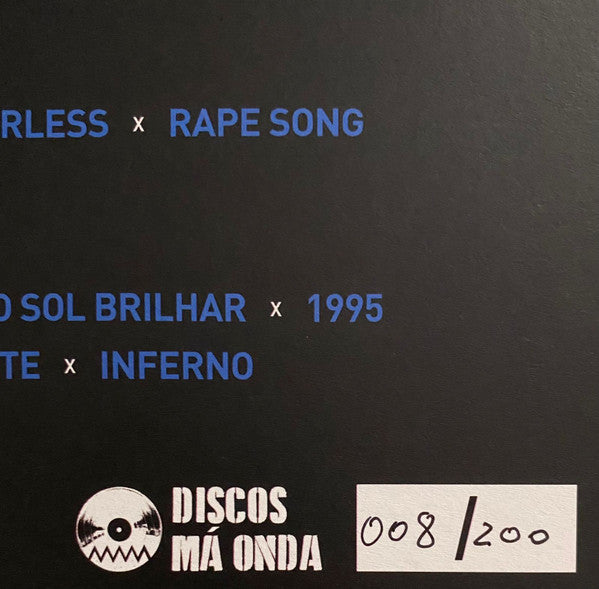 RLESS x RAPE SONG
O SOL BRILHAR x 1995
TE x INFERNO
DISCOS
MÁ ONDA
008/200